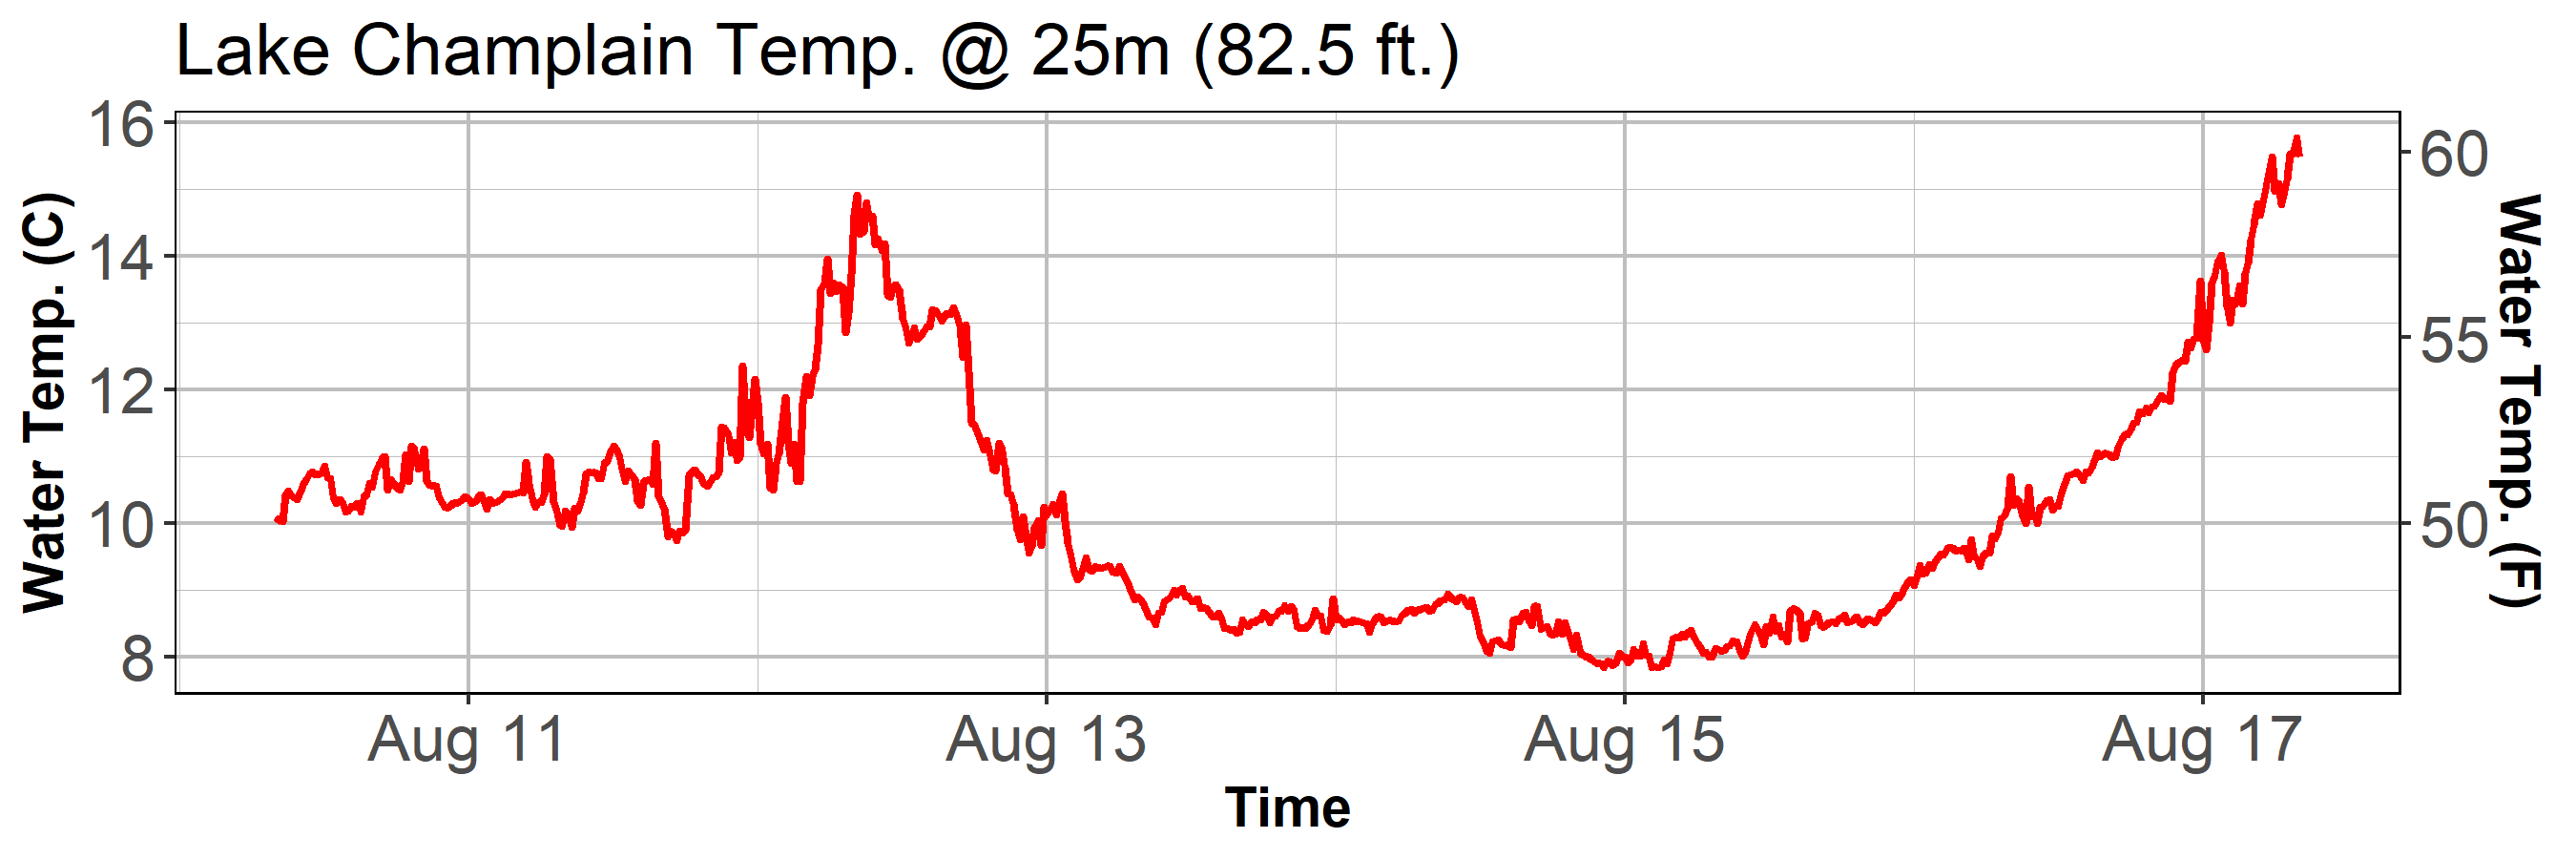 Lake Champlain Temp. @ 25m (82.5 ft.)
Water Temp. (C)
16
14
12
10
8
60
55
50
Water Temp. (F)
Aug 11
Aug 13
Aug 15
Aug 17
Time